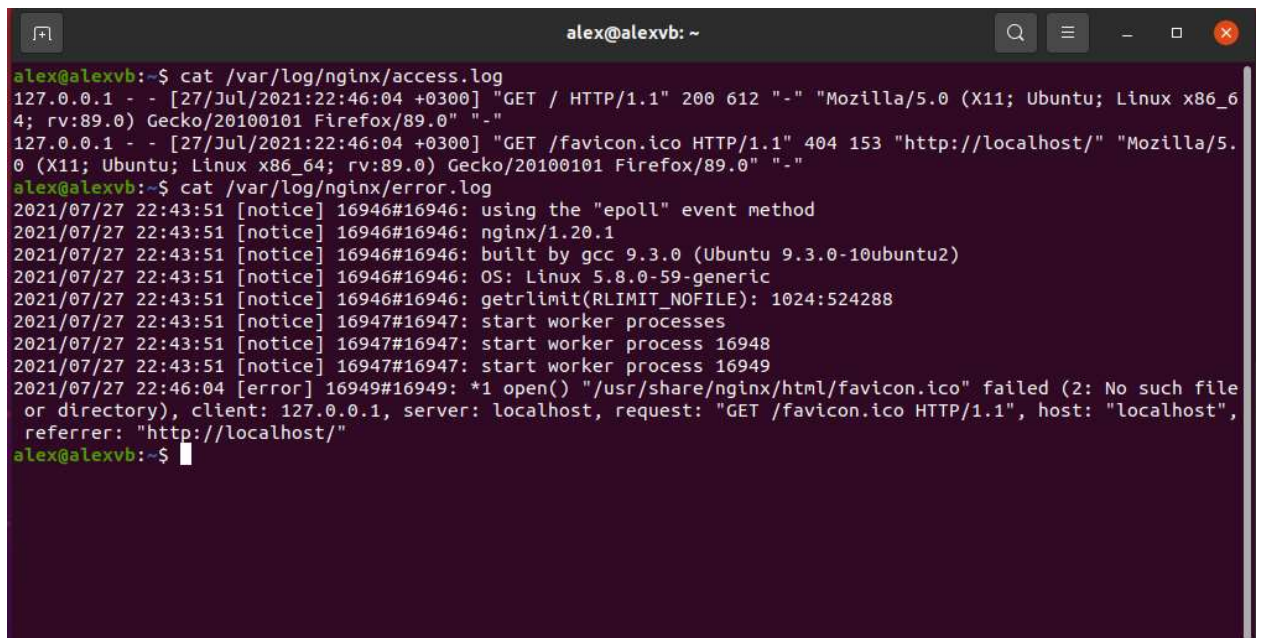 alex@alexvb: ~
alex@alexvb:~$ cat /var/log/nginx/access.log
127.0.0.1 - - [27/Jul/2021:22:46:04 +0300] "GET / HTTP/1.1" 200 612 "-" "Mozilla/5.0 (X11; Ubuntu; Linux x86_6
4; rv:89.0) Gecko/20100101 Firefox/89.0" "-"
127.0.0.1 - - [27/Jul/2021:22:46:04 +0300] "GET /favicon.ico HTTP/1.1" 404 153 "http://localhost/" "Mozilla/5.
0 (X11; Ubuntu; Linux x86_64; rv:89.0) Gecko/20100101 Firefox/89.0" "-"
alex@alexvb:~$ cat /var/log/nginx/error.log
2021/07/27 22:43:51 [notice] 16946#16946: using the "epoll" event method
2021/07/27 22:43:51 [notice] 16946#16946: nginx/1.20.1
2021/07/27 22:43:51 [notice] 16946#16946: built by gcc 9.3.0 (Ubuntu 9.3.0-10ubuntu2)
2021/07/27 22:43:51 [notice] 16946#16946: OS: Linux 5.8.0-59-generic
2021/07/27 22:43:51 [notice] 16946#16946: getrlimit(RLIMIT_NOFILE): 1024:524288
2021/07/27 22:43:51 [notice] 16947#16947: start worker processes
2021/07/27 22:43:51 [notice] 16947#16947: start worker process 16948
2021/07/27 22:43:51 [notice] 16947#16947: start worker process 16949
2021/07/27 22:46:04 [error] 16949#16949: *1 open() "/usr/share/nginx/html/favicon.ico" failed (2: No such file
 or directory), client: 127.0.0.1, server: localhost, request: "GET /favicon.ico HTTP/1.1", host: "localhost",
 referrer: "http://localhost/"
alex@alexvb:~$